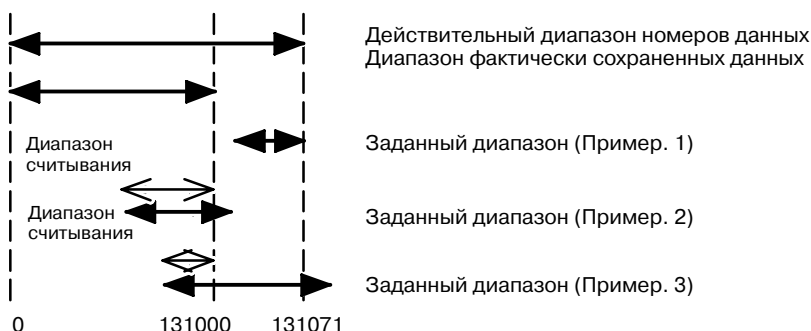 Действительный диапазон номеров данных
Диапазон фактически сохраненных данных
Диапазон
считывания
Заданный диапазон (Пример. 1)
Диапазон
считывания
Заданный диапазон (Пример. 2)
Заданный диапазон (Пример. 3)
0 131000 131071